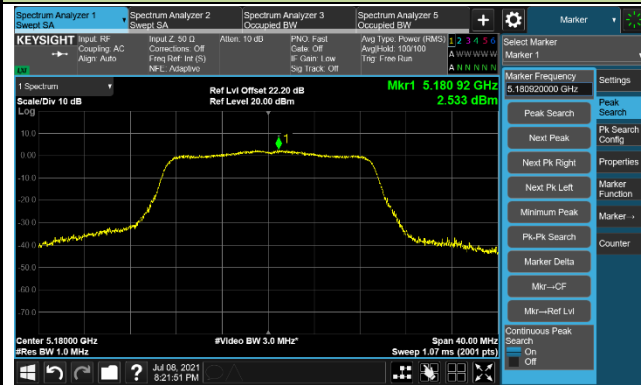 Spectrum Analyzer 1
Swept SA
Spectrum Analyzer 2
Swept SA
Spectrum Analyzer 3
Occupied BW
Spectrum Analyzer 5
Occupied BW
+
Marker
KEYSIGHT
Input: RF
Coupling: AC
Align: Auto
Input Z: 50 Ω
Corrections: Off
Freq Ref: Int (S)
NFE: Adaptive
Atten: 10 dB
PNO: Fast
Gate: Off
IF Gain: Low
Sig Track: Off
Avg Type: Power (RMS)
Avg|Hold: 100/100
Trig: Free Run
1 2 3 4 5 6
A W W W W W
A N N N N N
LXI
Select Marker
Marker 1
1 Spectrum
Scale/Div 10 dB
Log
Ref Lvl Offset 22.20 dB
Ref Level 20.00 dBm
Mkr1 5.180 92 GHz
2.533 dBm
1
10.0
0.00
-10.0
-20.0
-30.0
-40.0
-50.0
-60.0
-70.0
Center 5.18000 GHz
#Res BW 1.0 MHz
#Video BW 3.0 MHz*
Span 40.00 MHz
Sweep 1.07 ms (2001 pts)
Marker Frequency
5.180920000 GHz
Peak Search
Next Peak
Next Pk Right
Next Pk Left
Minimum Peak
Pk-Pk Search
Marker Delta
Mkr→CF
Mkr→Ref Lvl
Continuous Peak
Search
On
Off
Settings
Peak
Search
Pk Search
Config
Properties
Marker
Function
Marker→
Counter
?
Jul 08, 2021
8:21:51 PM